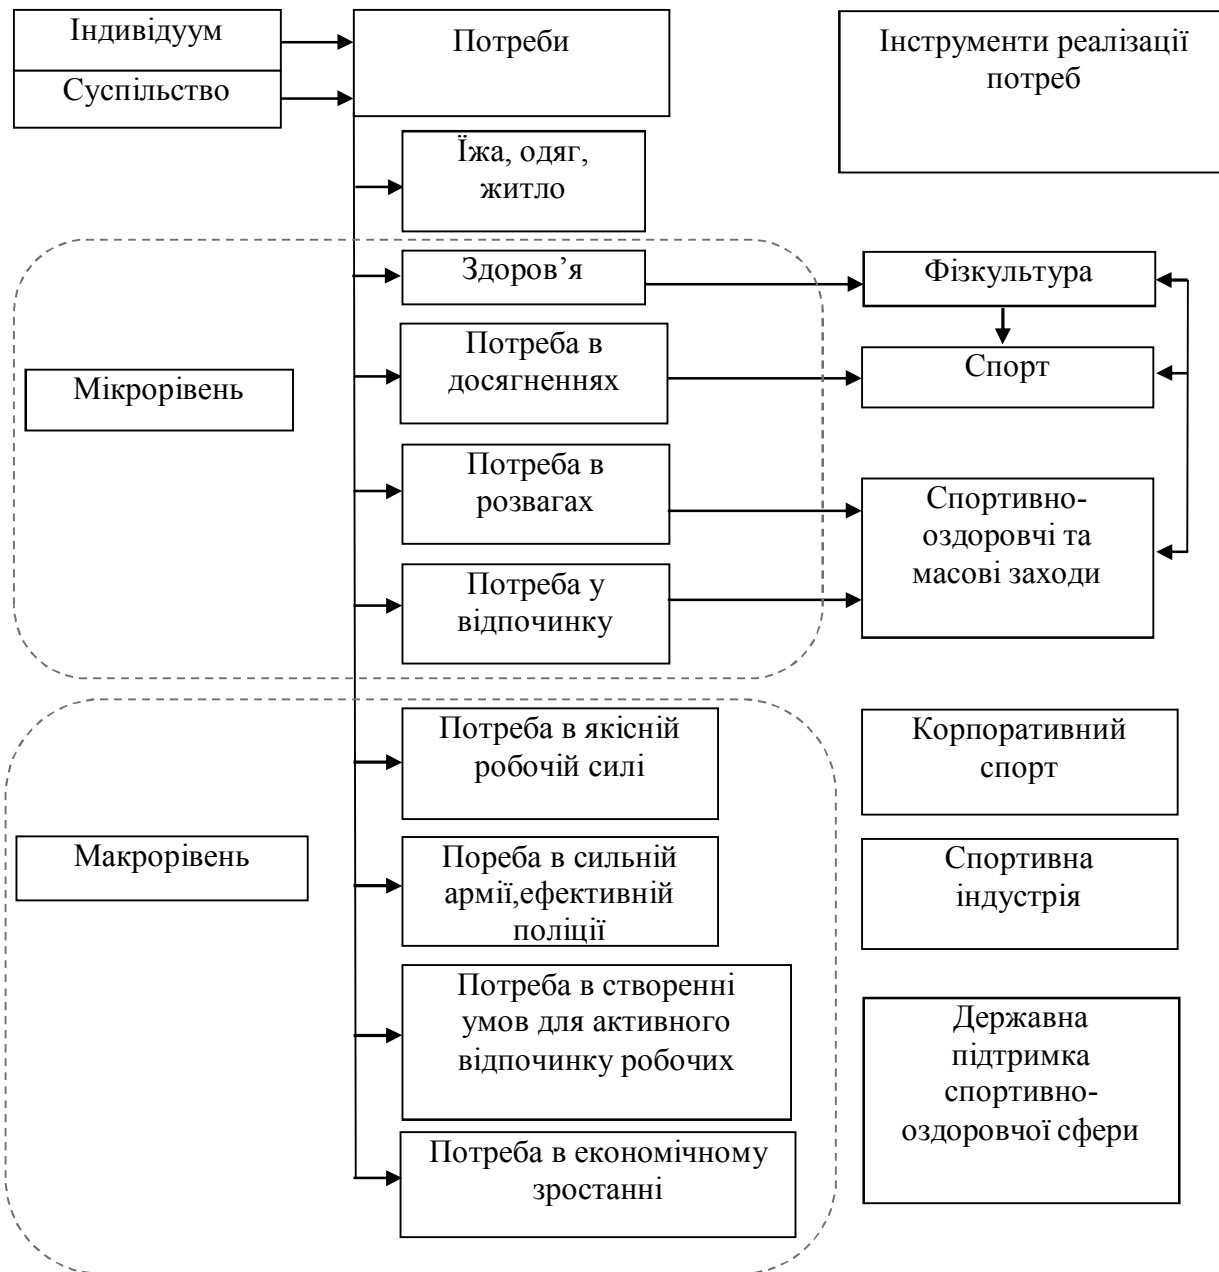 Індивідуум
Суспільство
Потреби
Інструменти реалізації
потреб
Їжа, одяг,
житло
Здоров’я
Фізкультура
Потреба в
досягненнях
Спорт
Мікрорівень
Потреба в
розвагах
Спортивно-
оздоровчі та
масові заходи
Потреба у
відпочинку
Потреба в якісній
робочій силі
Корпоративний
спорт
Макрорівень
Пореба в сильній
армії,ефективній
поліції
Спортивна
індустрія
Потреба в створенні
умов для активного
відпочинку робочих
Державна
підтримка
спортивно-
оздоровчої сфери
Потреба в економічному
зростанні